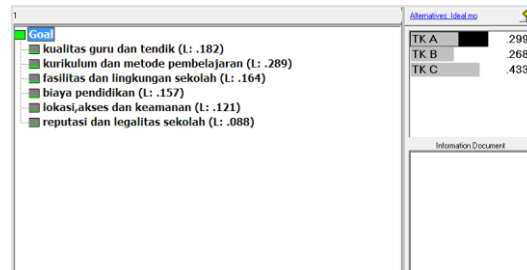 1
Alternatives: Ideal mo
Goal
kualitas guru dan tendik (L: .182)
kurikulum dan metode pembelajaran (L: .289)
fasilitas dan lingkungan sekolah (L: .164)
biaya pendidikan (L: .157)
lokasi,akses dan keamanan (L: .121)
reputasi dan legalitas sekolah (L: .088)
TK A .299
TK B .268
TK C .433
Information Document